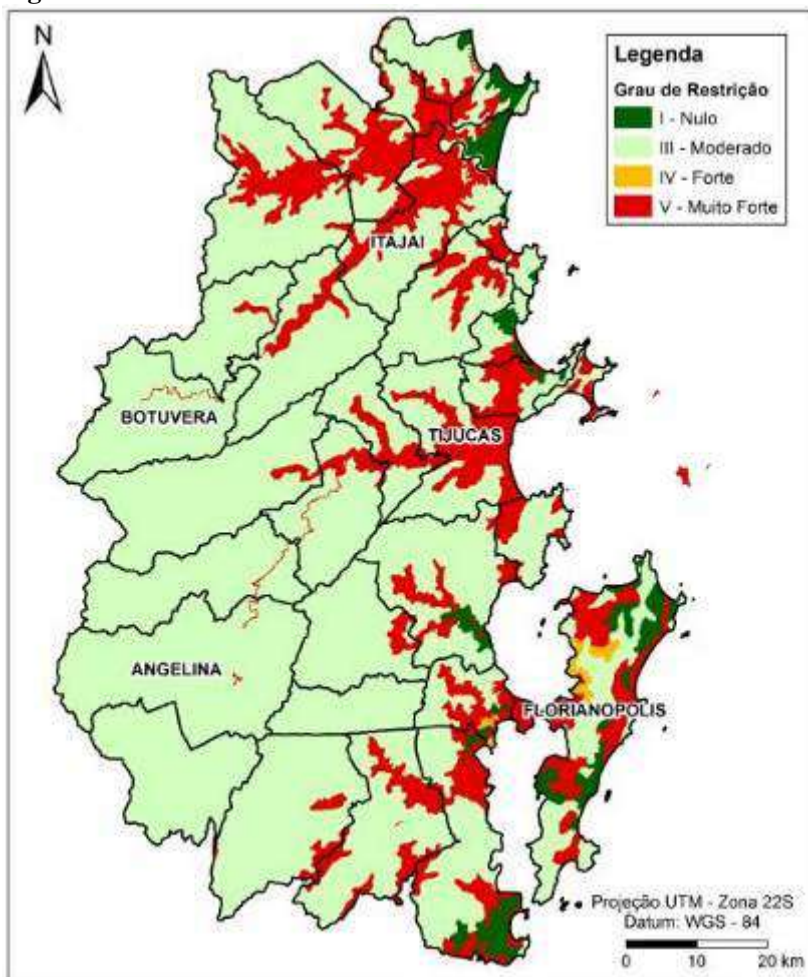 N
Legenda
Grau de Restrição
I - Nulo
III - Moderado
IV - Forte
V - Muito Forte
ITAJAI
BOTUVERA
TIJUCAS
ANGELINA
FLORIANOPOLIS
Projeção UTM - Zona 22S
Datum: WGS - 84
0 10 20 km